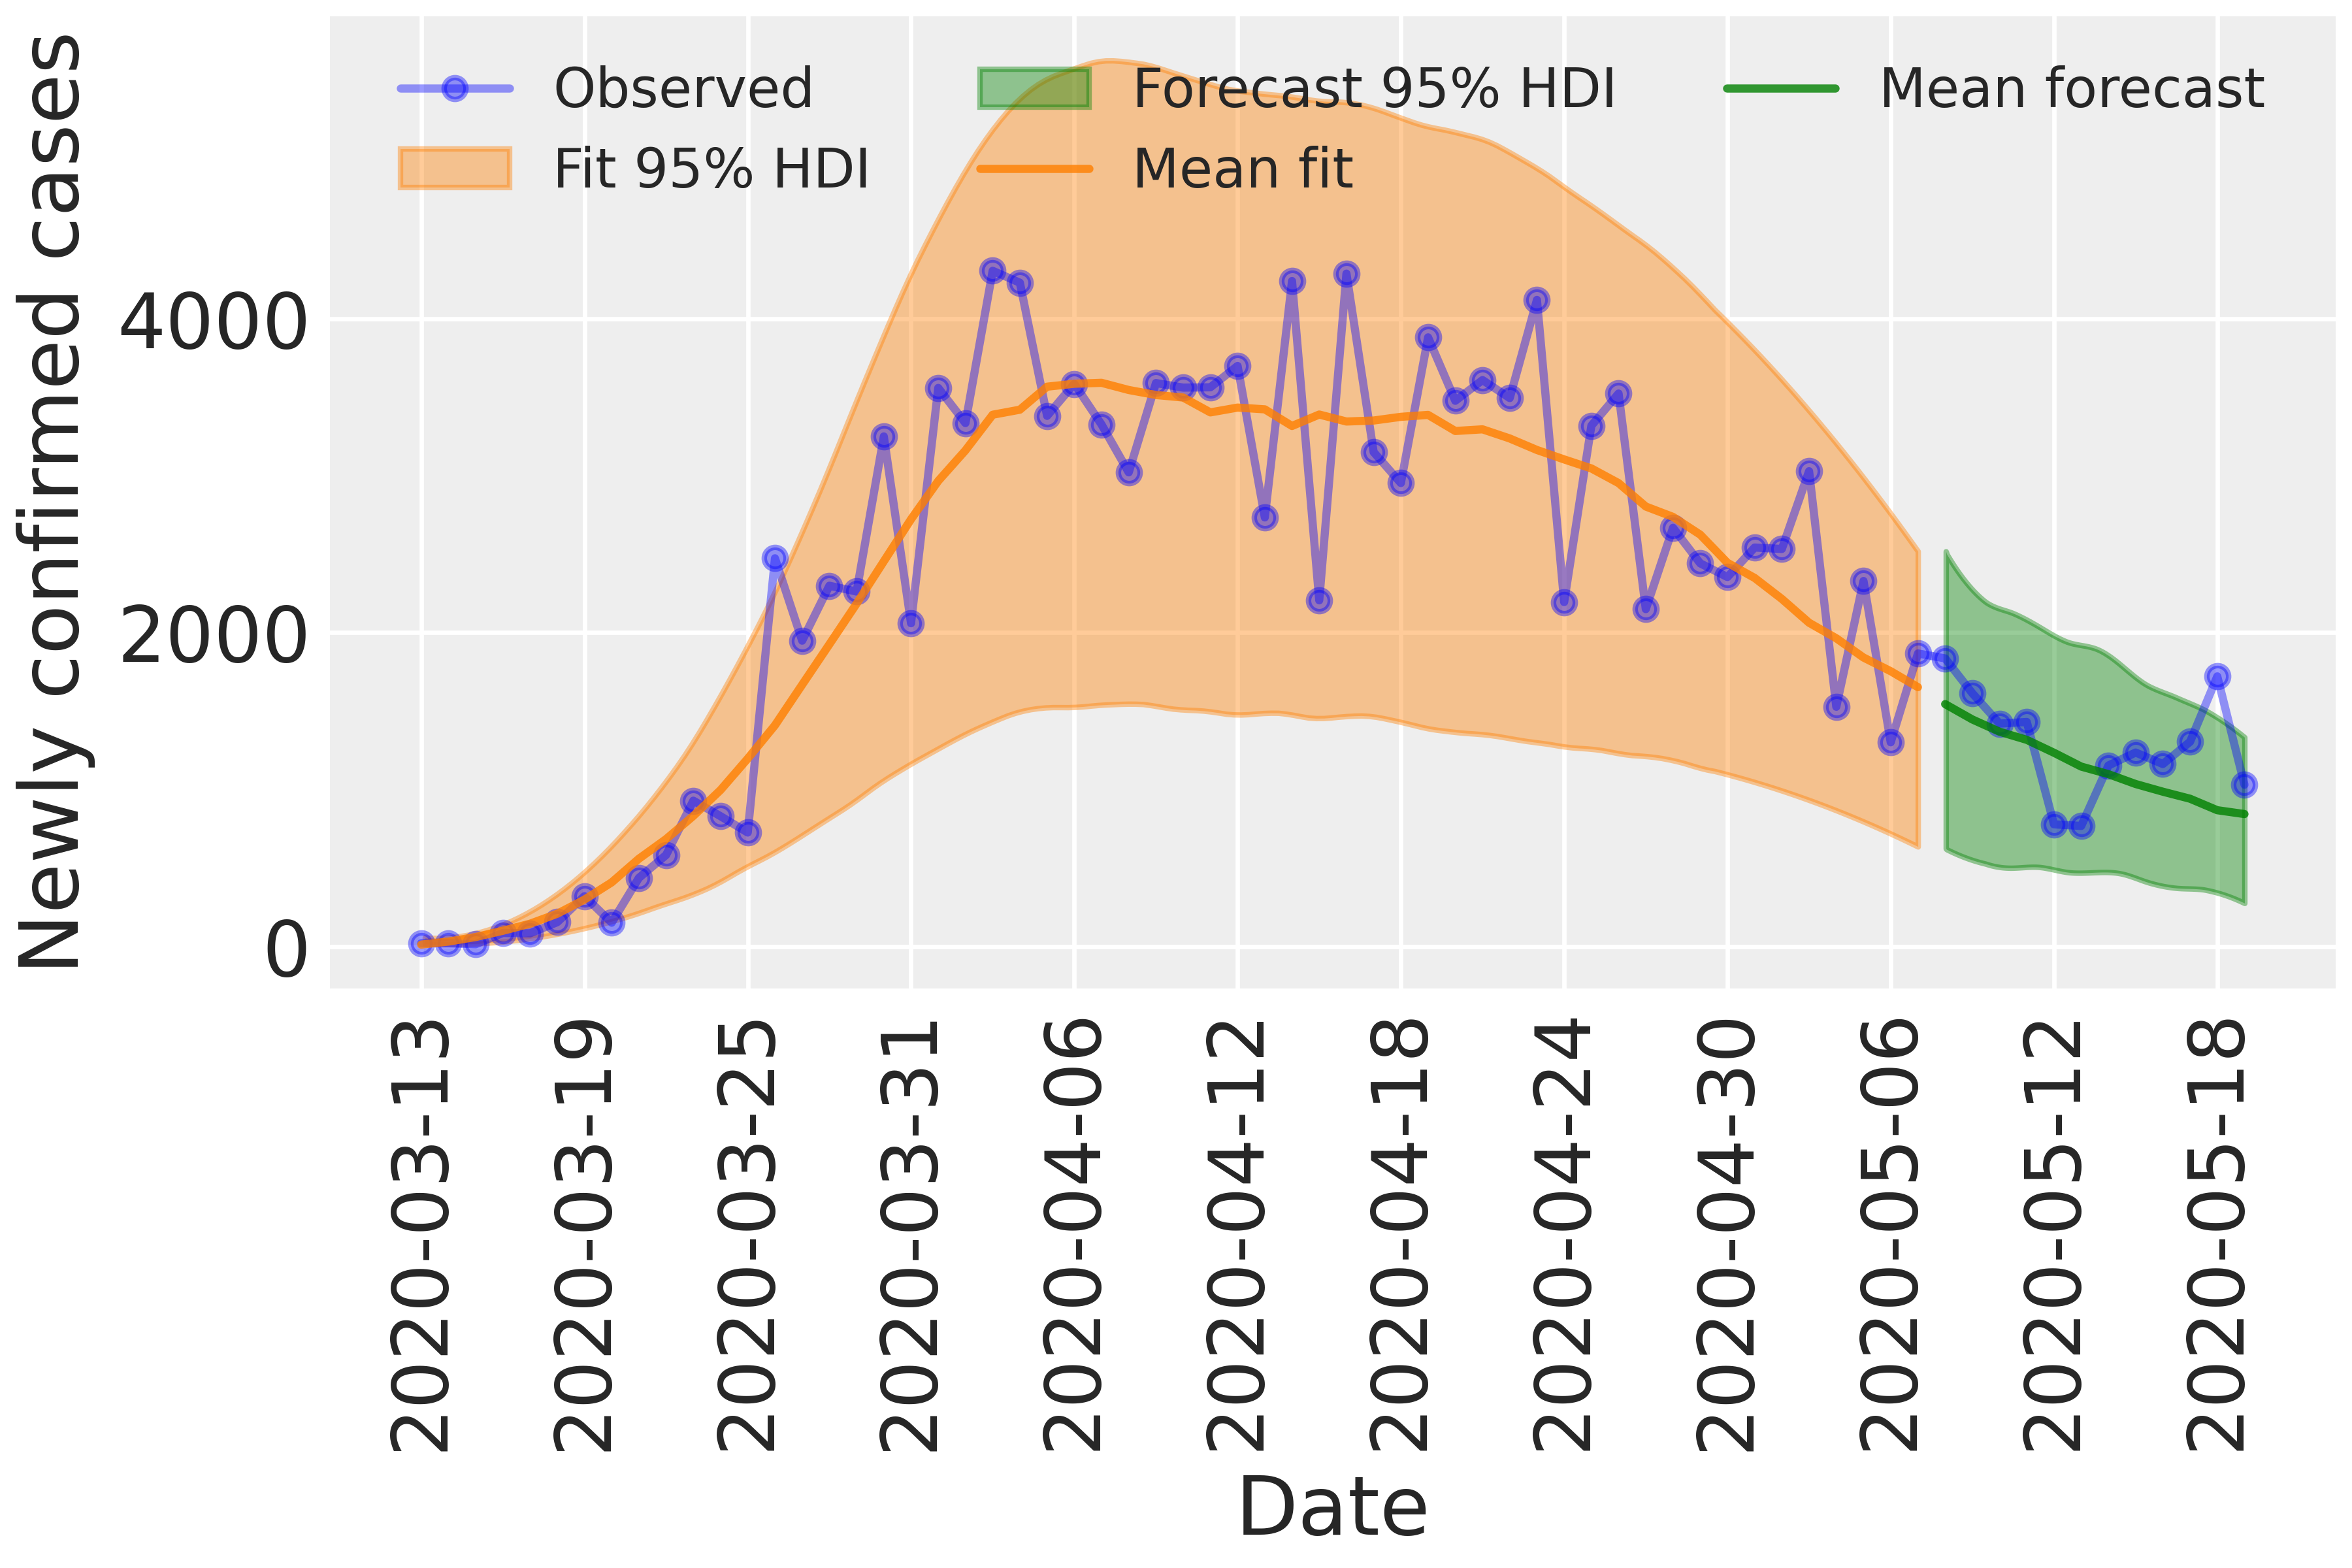 Newly confirmed cases
Observed
Fit 95% HDI
Forecast 95% HDI
Mean fit
Mean forecast
4000
2000
0
2020-03-13
2020-03-19
2020-03-25
2020-03-31
2020-04-06
2020-04-12
2020-04-18
2020-04-24
2020-04-30
2020-05-06
2020-05-12
2020-05-18
Date